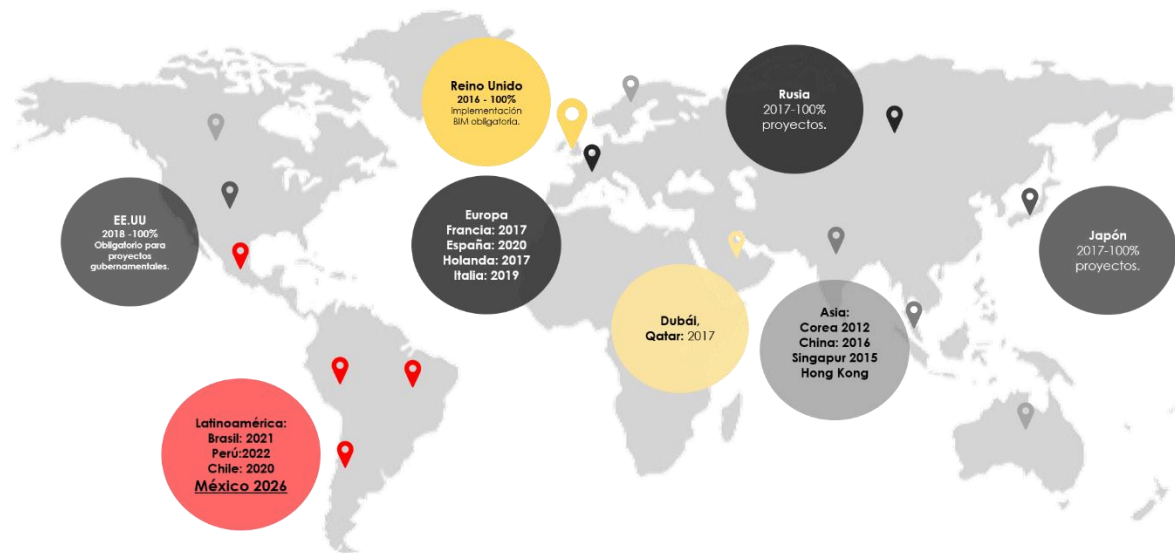 Reino Unido
2016 - 100%
implementación
BIM obligatoria.
Rusia
2017-100%
proyectos.
EE.UU
2018 -100%
Obligatorio para
proyectos
gubernamentales.
Europa
Francia: 2017
España: 2020
Holanda: 2017
Italia: 2019
Japón
2017-100%
proyectos.
Dubái,
Qatar: 2017
Asia:
Corea 2012
China: 2016
Singapur 2015
Hong Kong
Latinoamérica:
Brasil: 2021
Perú:2022
Chile: 2020
México 2026